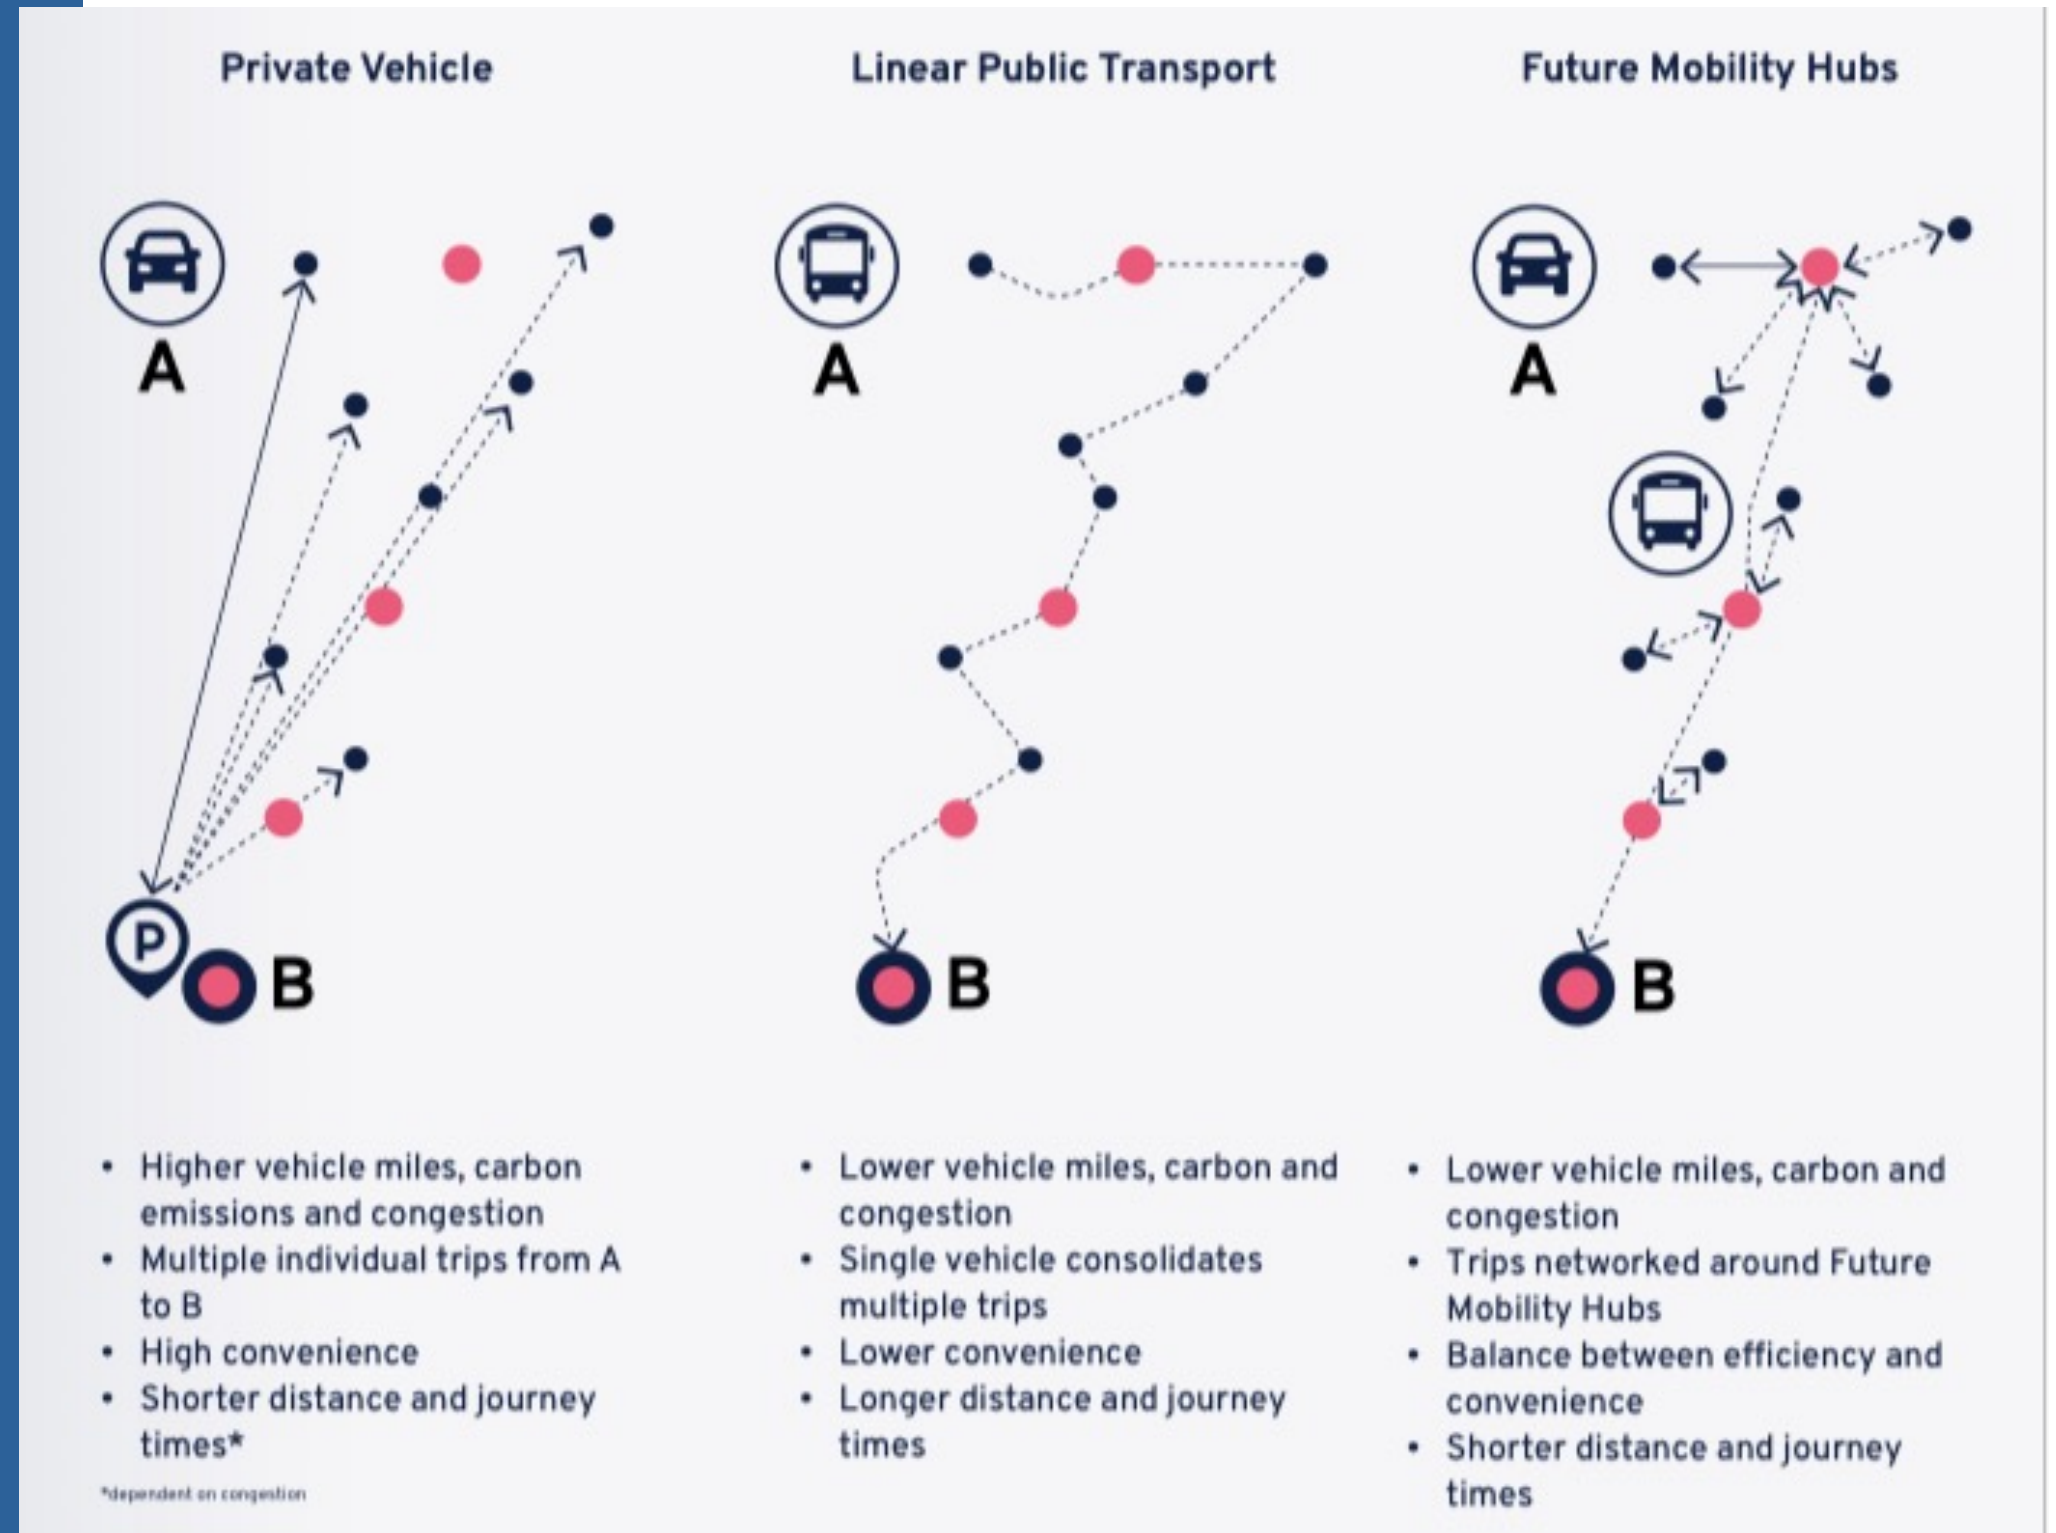 Private Vehicle
Linear Public Transport
Future Mobility Hubs
A
A
A
P
B
B
B
• Higher vehicle miles, carbon
emissions and congestion
• Multiple individual trips from A
to B
• High convenience
• Shorter distance and journey
times*
*dependent on congestion
• Lower vehicle miles, carbon and
congestion
• Single vehicle consolidates
multiple trips
• Lower convenience
• Longer distance and journey
times
• Lower vehicle miles, carbon and
congestion
• Trips networked around Future
Mobility Hubs
• Balance between efficiency and
convenience
• Shorter distance and journey
times